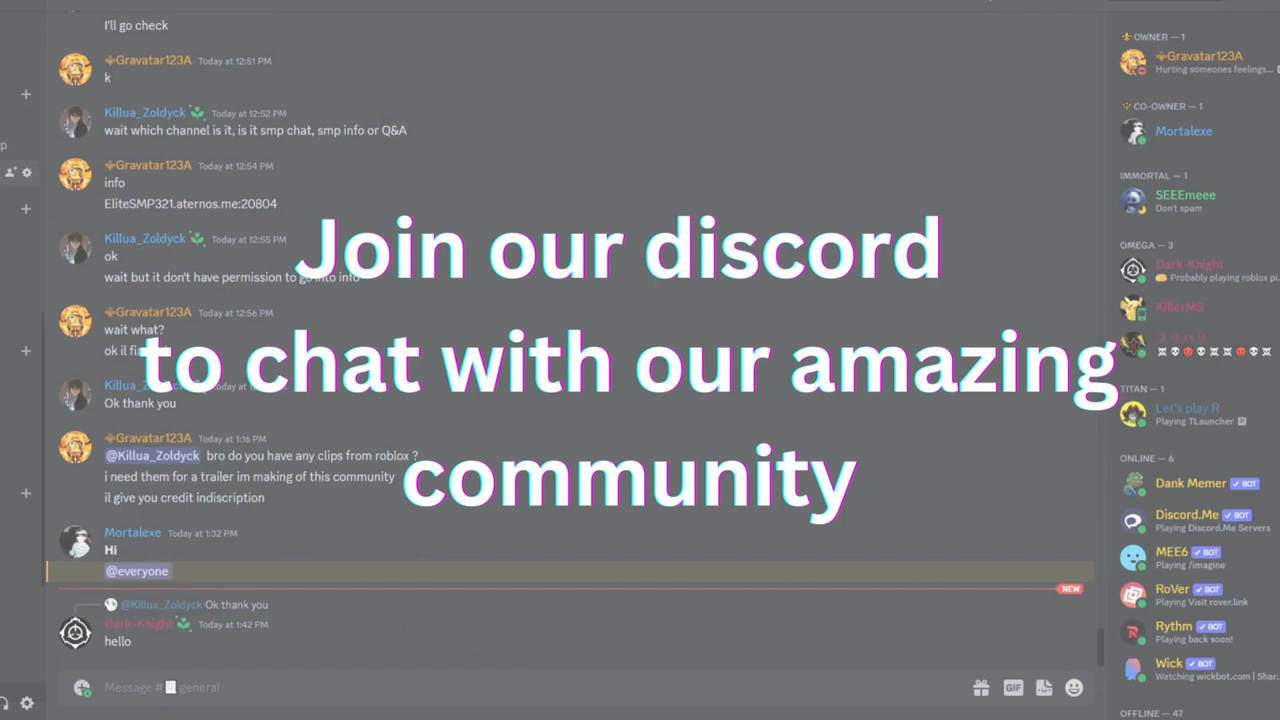 I'll go check
Gravatar123A Today at 12:51 PM
k
Killua_Zoldyck Today at 12:52 PM
wait which channel is it, is it smp chat, smp info or Q&A
Gravatar123A Today at 12:54 PM
info
EliteSMP321.aternos.me:20804
Killua_Zoldyck Today at 12:55 PM
ok
wait but it don't have permission to go into info
Gravatar123A Today at 12:56 PM
wait what?
ok il
Today at 12:56 PM
Ok thank you
Gravatar123A Today at 1:16 PM
@Killua_Zoldyck bro do you have any clips from roblox ?
i need them for a trailer im making of this community
il give you credit indiscription
Mortalexe Today at 1:32 PM
Hi
@everyone
NEW
@Killua_Zoldyck Ok thank you
Dark-Knight Today at 1:42 PM
hello
Message # general
GIF
Join our discord
to chat with our amazing
community
OWNER — 1
Gravatar123A
Hurting someones feelings...
CO-OWNER — 1
Mortalexe
IMMORTAL — 1
SEEEmeee
Don't spam
OMEGA — 3
Dark-Knight
Probably playing roblox pi...
KillerMS
TITAN — 1
Let's play R
Playing TLauncher
ONLINE — 6
Dank Memer BOT
Discord.Me BOT
Playing Discord.Me Servers
MEE6 BOT
Playing /imagine
RoVer BOT
Playing Visit rover.link
Rythm BOT
Playing back soon!
Wick BOT
Watching wickbot.com | Shar...
OFFLINE — 47